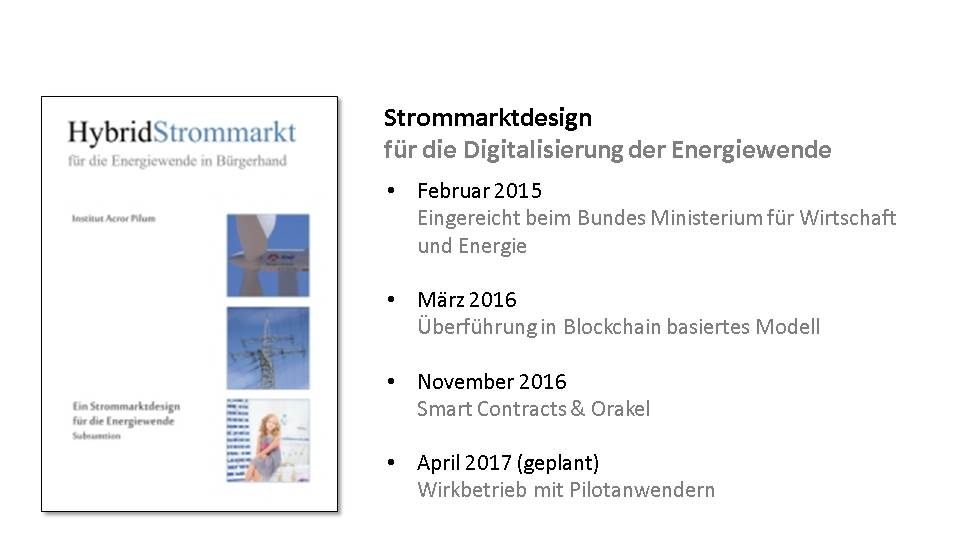 HybridStrommarkt
für die Energiewende in Bürgerhand
Institut Acror Pilum
Ein Strommarktdesign
für die Energiewende
Subsumtion
Strommarktdesign
für die Digitalisierung der Energiewende
• Februar 2015
Eingereicht beim Bundes Ministerium für Wirtschaft
und Energie
• März 2016
Überführung in Blockchain basiertes Modell
• November 2016
Smart Contracts & Orakel
• April 2017 (geplant)
Wirkbetrieb mit Pilotanwendern